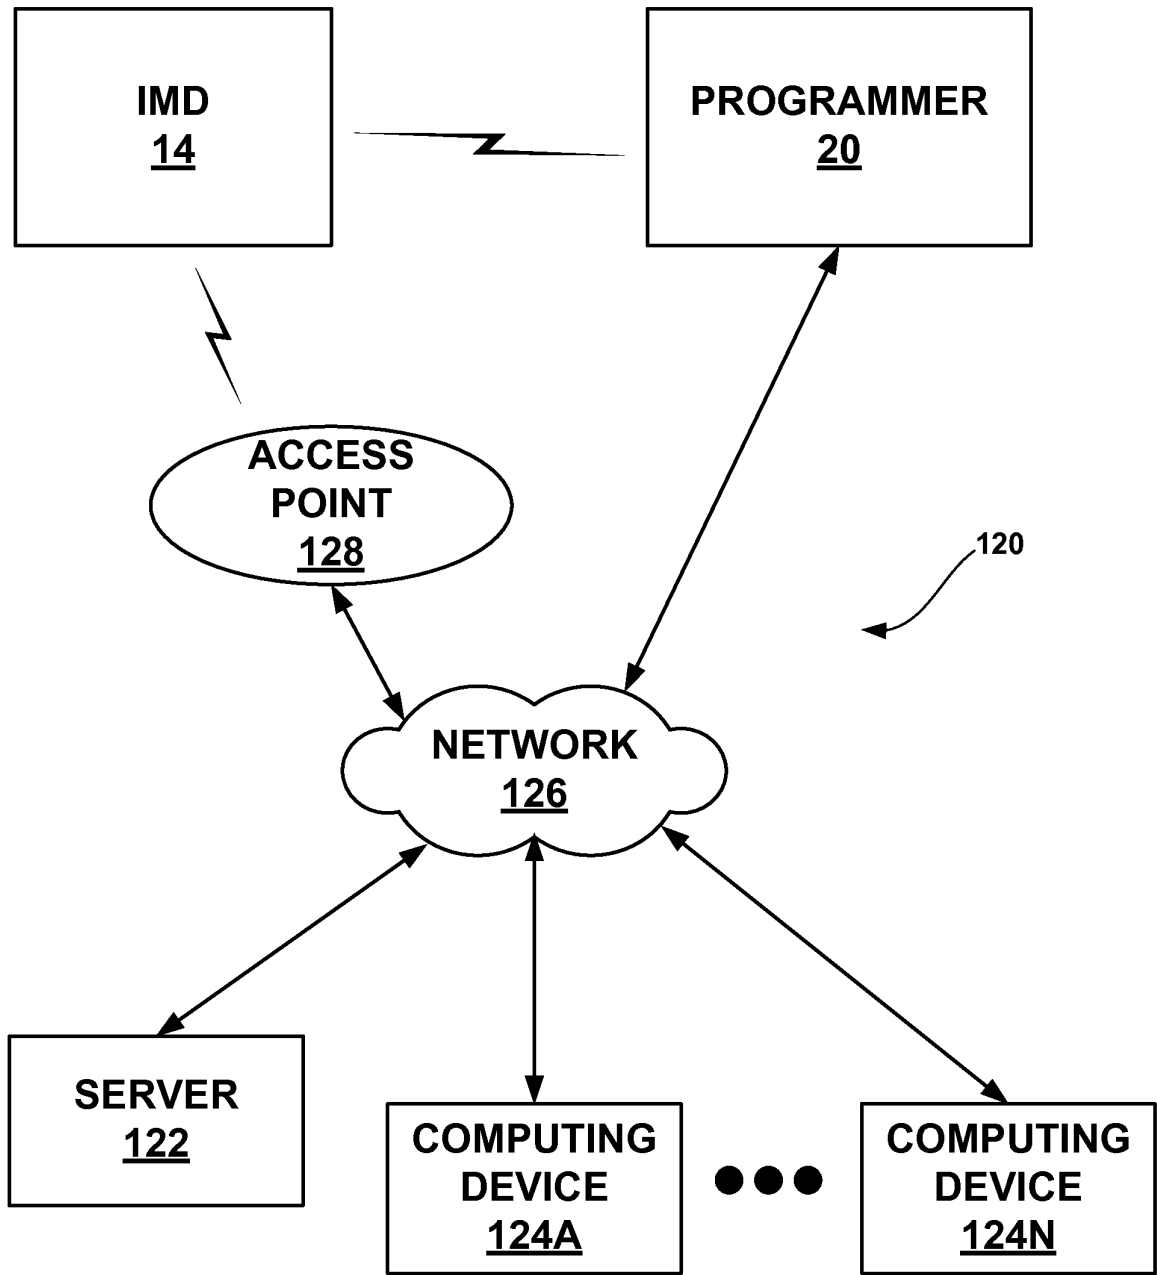 IMD
14
PROGRAMMER
20
ACCESS
POINT
128
120
NETWORK
126
SERVER
122
COMPUTING
DEVICE
124A
COMPUTING
DEVICE
124N